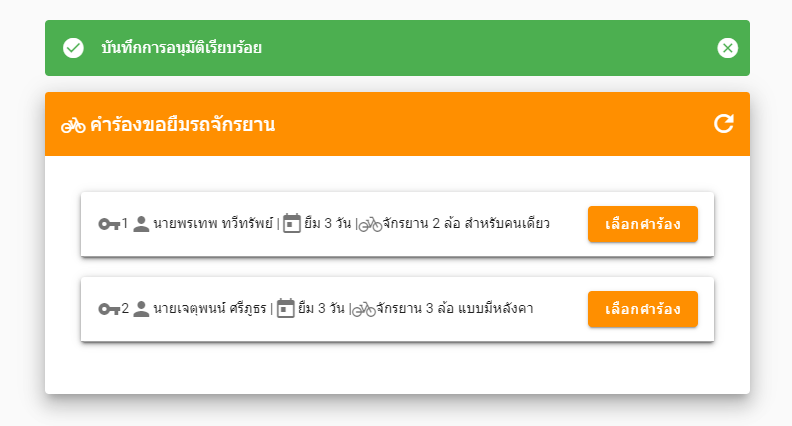 บันทึกการอนุมัติเรียบร้อย
คำร้องขอยืมรถจักรยาน
1 นายพรเทพ ทวีทรัพย์ | ยืม 3 วัน | จักรยาน 2 ล้อ สำหรับคนเดียว เลือกคำร้อง
2 นายเจตุพนน์ ศรีภูธร | ยืม 3 วัน | จักรยาน 3 ล้อ แบบมีหลังคา เลือกคำร้อง